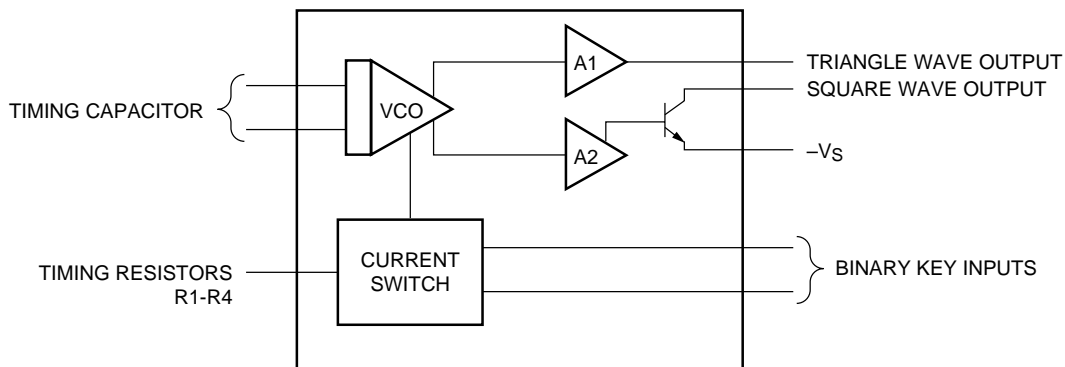 A1
TRIANGLE WAVE OUTPUT
SQUARE WAVE OUTPUT
TIMING CAPACITOR
VCO
A2
–VS
TIMING RESISTORS
R1-R4
CURRENT
SWITCH
BINARY KEY INPUTS